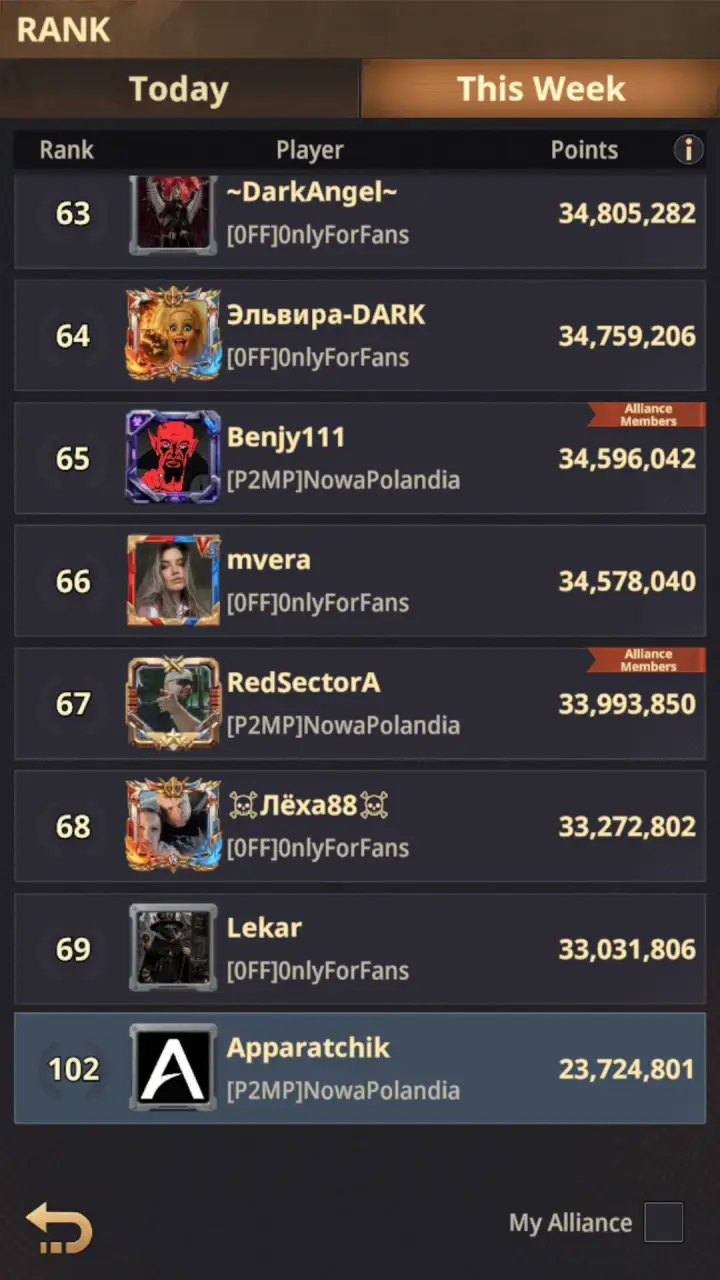 RANK
Today
This Week
Rank
Player
Points
i
63
~DarkAngel~
[0FF]0nlyForFans
34,805,282
64
Эльвира-DARK
[0FF]0nlyForFans
34,759,206
Alliance
Members
65
Benjy111
[P2MP]NowaPolandia
34,596,042
66
mvera
[0FF]0nlyForFans
34,578,040
Alliance
Members
67
RedSectorA
[P2MP]NowaPolandia
33,993,850
68
☠Лёха88☠
[0FF]0nlyForFans
33,272,802
69
Lekar
[0FF]0nlyForFans
33,031,806
102
Apparatchik
[P2MP]NowaPolandia
23,724,801
My Alliance